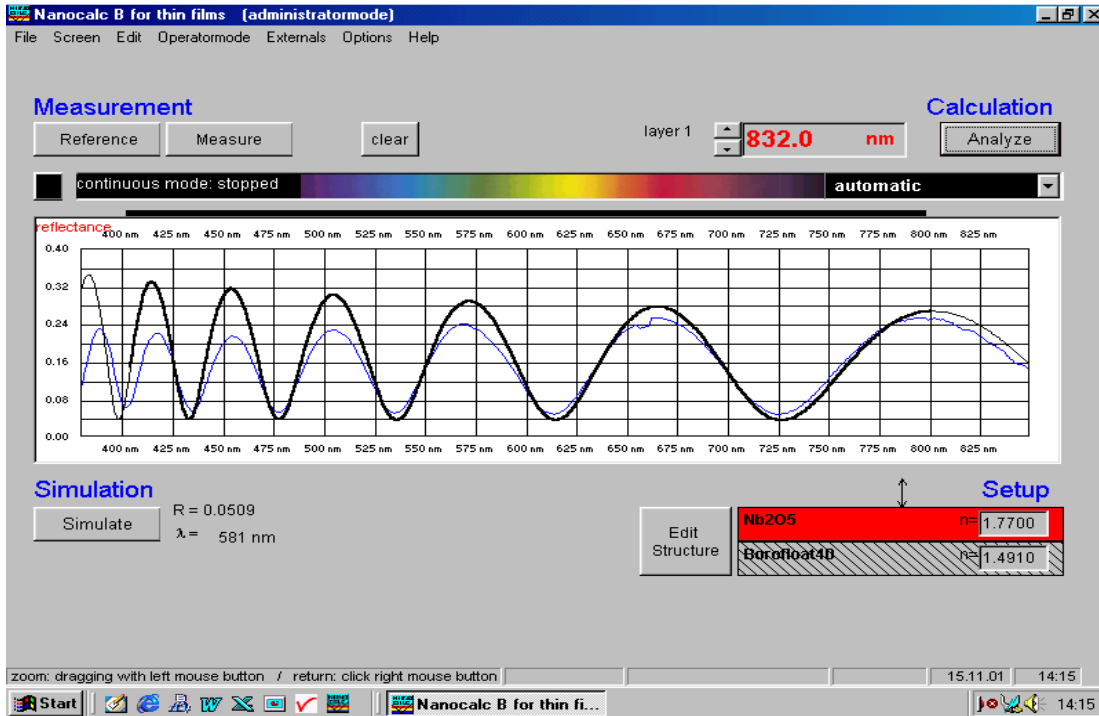 Nanocalc B for thin films (administratormode)
File Screen Edit Operatormode Externals Options Help
Measurement
Calculation
Reference Measure clear layer 1 832.0 nm Analyze
continuous mode: stopped automatic
reflectance
400 nm 425 nm 450 nm 475 nm 500 nm 525 nm 550 nm 575 nm 600 nm 625 nm 650 nm 675 nm 700 nm 725 nm 750 nm 775 nm 800 nm 825 nm
0.40
0.32
0.24
0.16
0.08
0.00
400 nm 425 nm 450 nm 475 nm 500 nm 525 nm 550 nm 575 nm 600 nm 625 nm 650 nm 675 nm 700 nm 725 nm 750 nm 775 nm 800 nm 825 nm
Simulation
Setup
Simulate
R = 0.0509
λ = 581 nm
Edit
Structure
Nb2O5 n= 1.7700
Borofloat40 n= 1.4910
zoom: dragging with left mouse button / return: click right mouse button 15.11.01 14:15
Start Nanocalc B for thin fi... 14:15